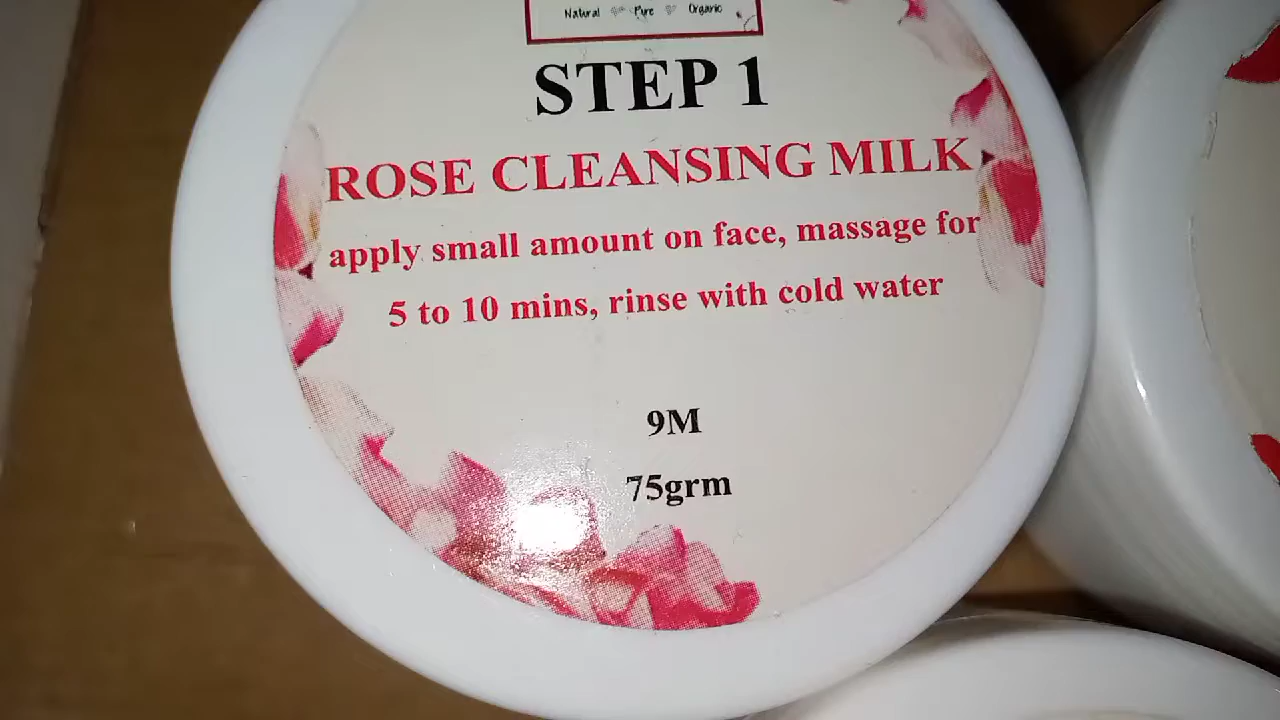 Natural Pure Organic
STEP 1
ROSE CLEANSING MILK
apply small amount on face, massage for
5 to 10 mins, rinse with cold water
9M
75grm